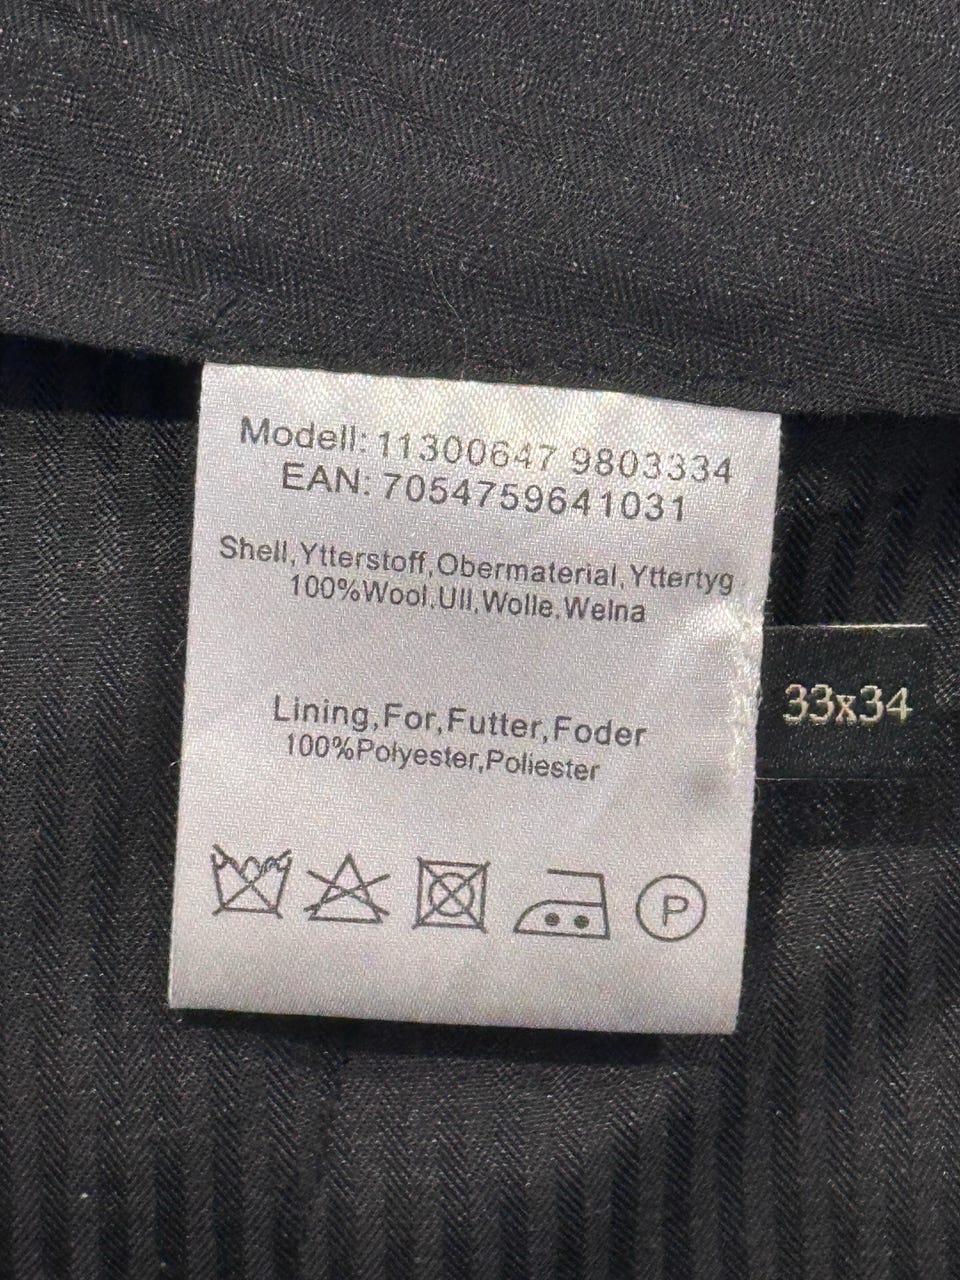 Modell: 11300647 9803334
EAN: 7054759641031
Shell,Ytterstoff,Obermaterial,Yttertyg
100%Wool,Ull,Wolle,Welna
33x34
Lining,For,Futter,Foder
100%Polyester,Poliester
P